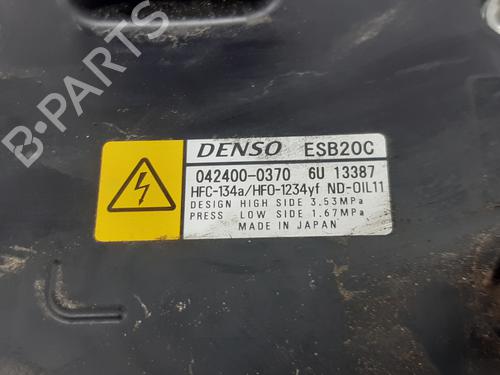 B-PARTS
DENSO ESB20C
042400-0370 6U 13387
HFC-134a/HFO-1234yf ND-OIL11
DESIGN HIGH SIDE 3.53MPa
PRESS LOW SIDE 1.67MPa
MADE IN JAPAN